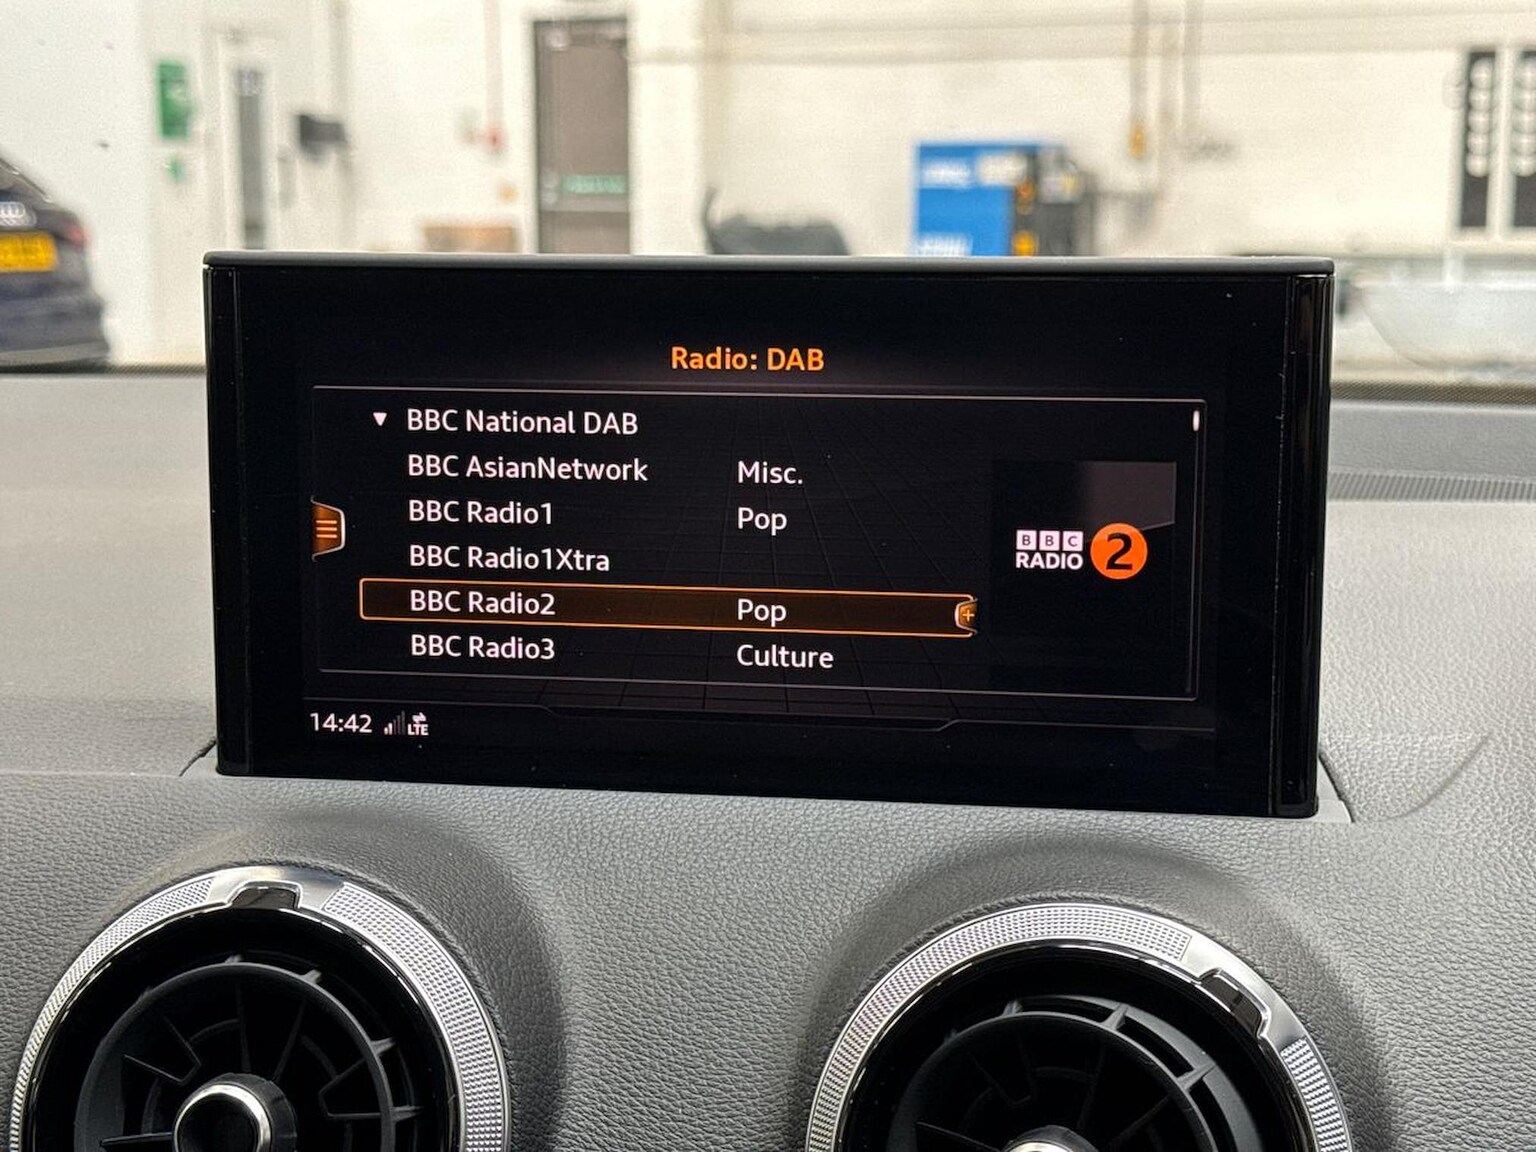 Radio: DAB
BBC National DAB
BBC AsianNetwork Misc.
BBC Radio1 Pop
BBC Radio1Xtra
BBC Radio2 Pop
BBC Radio3 Culture
BBC
RADIO 2
14:42 LTE